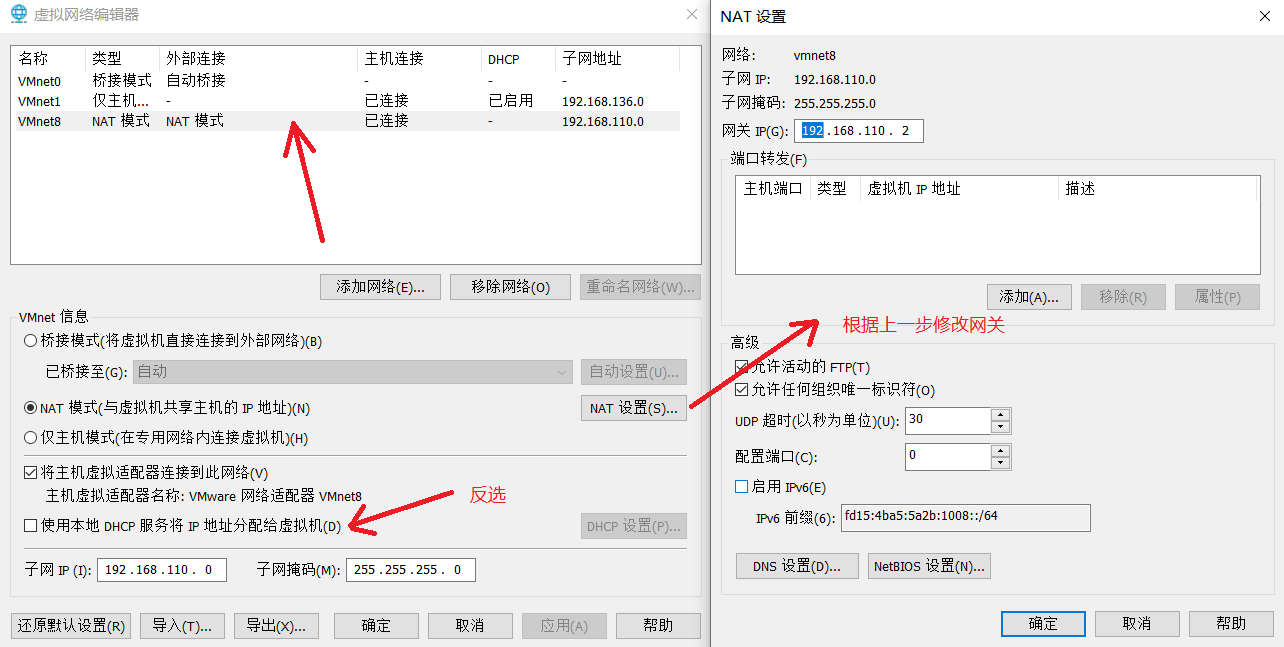 虚拟网络编辑器
名称 类型 外部连接 主机连接 DHCP 子网地址
VMnet0 桥接模式 自动桥接 - - -
VMnet1 仅主机... - 已连接 已启用 192.168.136.0
VMnet8 NAT 模式 NAT 模式 已连接 - 192.168.110.0
添加网络(E)... 移除网络(O) 重命名网络(W)...
VMnet 信息
桥接模式(将虚拟机直接连接到外部网络)(B)
已桥接至(G): 自动 自动设置(U)...
NAT 模式(与虚拟机共享主机的 IP 地址)(N) NAT 设置(S)...
仅主机模式(在专用网络内连接虚拟机)(H)
将主机虚拟适配器连接到此网络(V)
主机虚拟适配器名称: VMware 网络适配器 VMnet8
反选
使用本地 DHCP 服务将 IP 地址分配给虚拟机(D) DHCP 设置(P)...
子网 IP (I): 192.168.110. 0 子网掩码(M): 255.255.255. 0
还原默认设置(R) 导入(T)... 导出(X)... 确定 取消 应用(A) 帮助
NAT 设置
网络: vmnet8
子网 IP: 192.168.110.0
子网掩码: 255.255.255.0
网关 IP(G): 192.168.110. 2
端口转发(F)
主机端口 类型 虚拟机 IP 地址 描述
添加(A)... 移除(R) 属性(P)
根据上一步修改网关
高级
允许活动的 FTP(T)
允许任何组织唯一标识符(O)
UDP 超时(以秒为单位)(U): 30
配置端口(C): 0
启用 IPv6(E)
IPv6 前缀(6): fd15:4ba5:5a2b:1008::/64
DNS 设置(D)... NetBIOS 设置(N)...
确定 取消 帮助